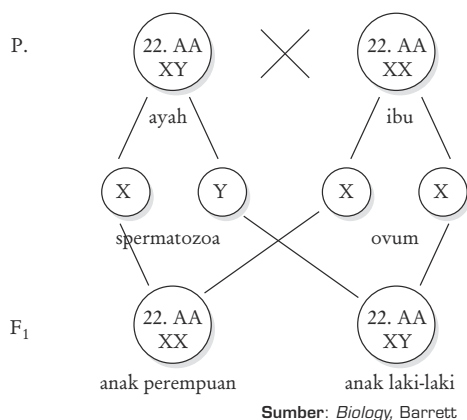 P.
22. AA
XY
22. AA
XX
ayah
ibu
X
Y
X
X
spermatozoa
ovum
F1
22. AA
XX
22. AA
XY
anak perempuan
anak laki-laki
Sumber: Biology, Barrett